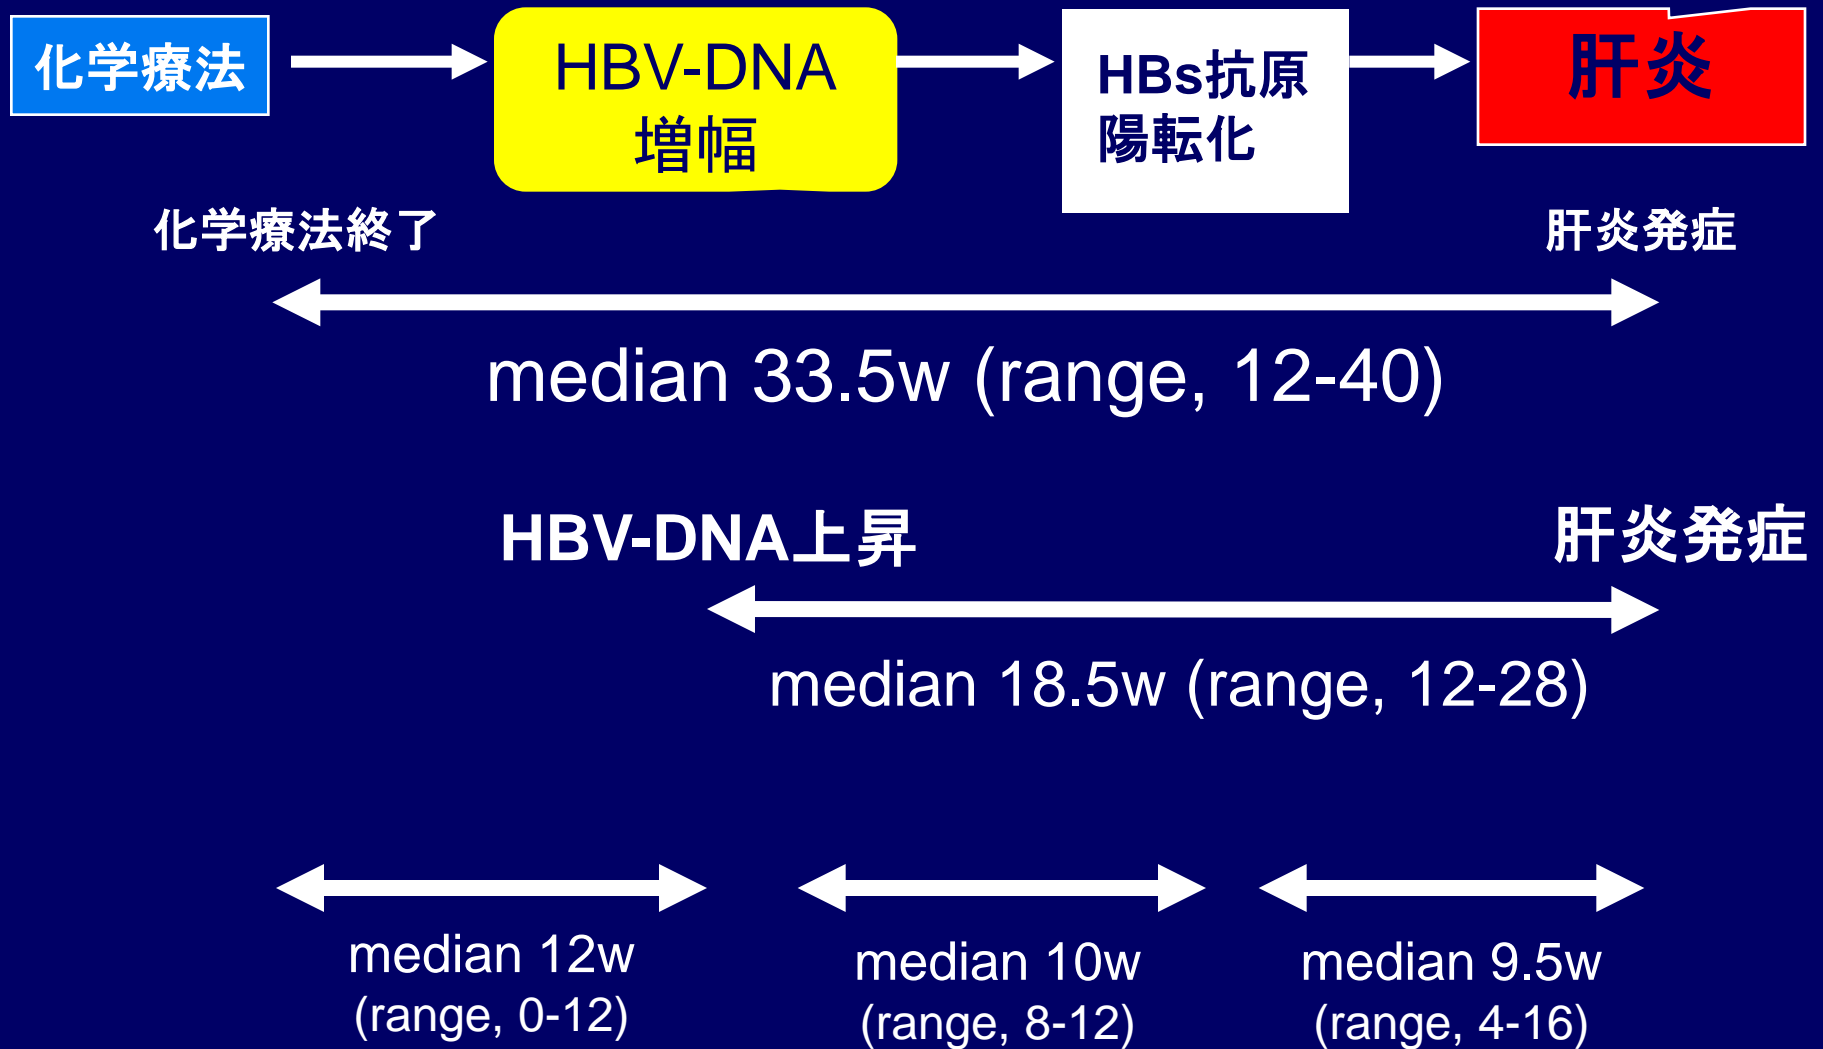 化学療法
HBV-DNA
増幅
HBs抗原
陽転化
肝炎
化学療法終了
肝炎発症
median 33.5w (range, 12-40)
HBV-DNA上昇
肝炎発症
median 18.5w (range, 12-28)
median 12w
(range, 0-12)
median 10w
(range, 8-12)
median 9.5w
(range, 4-16)